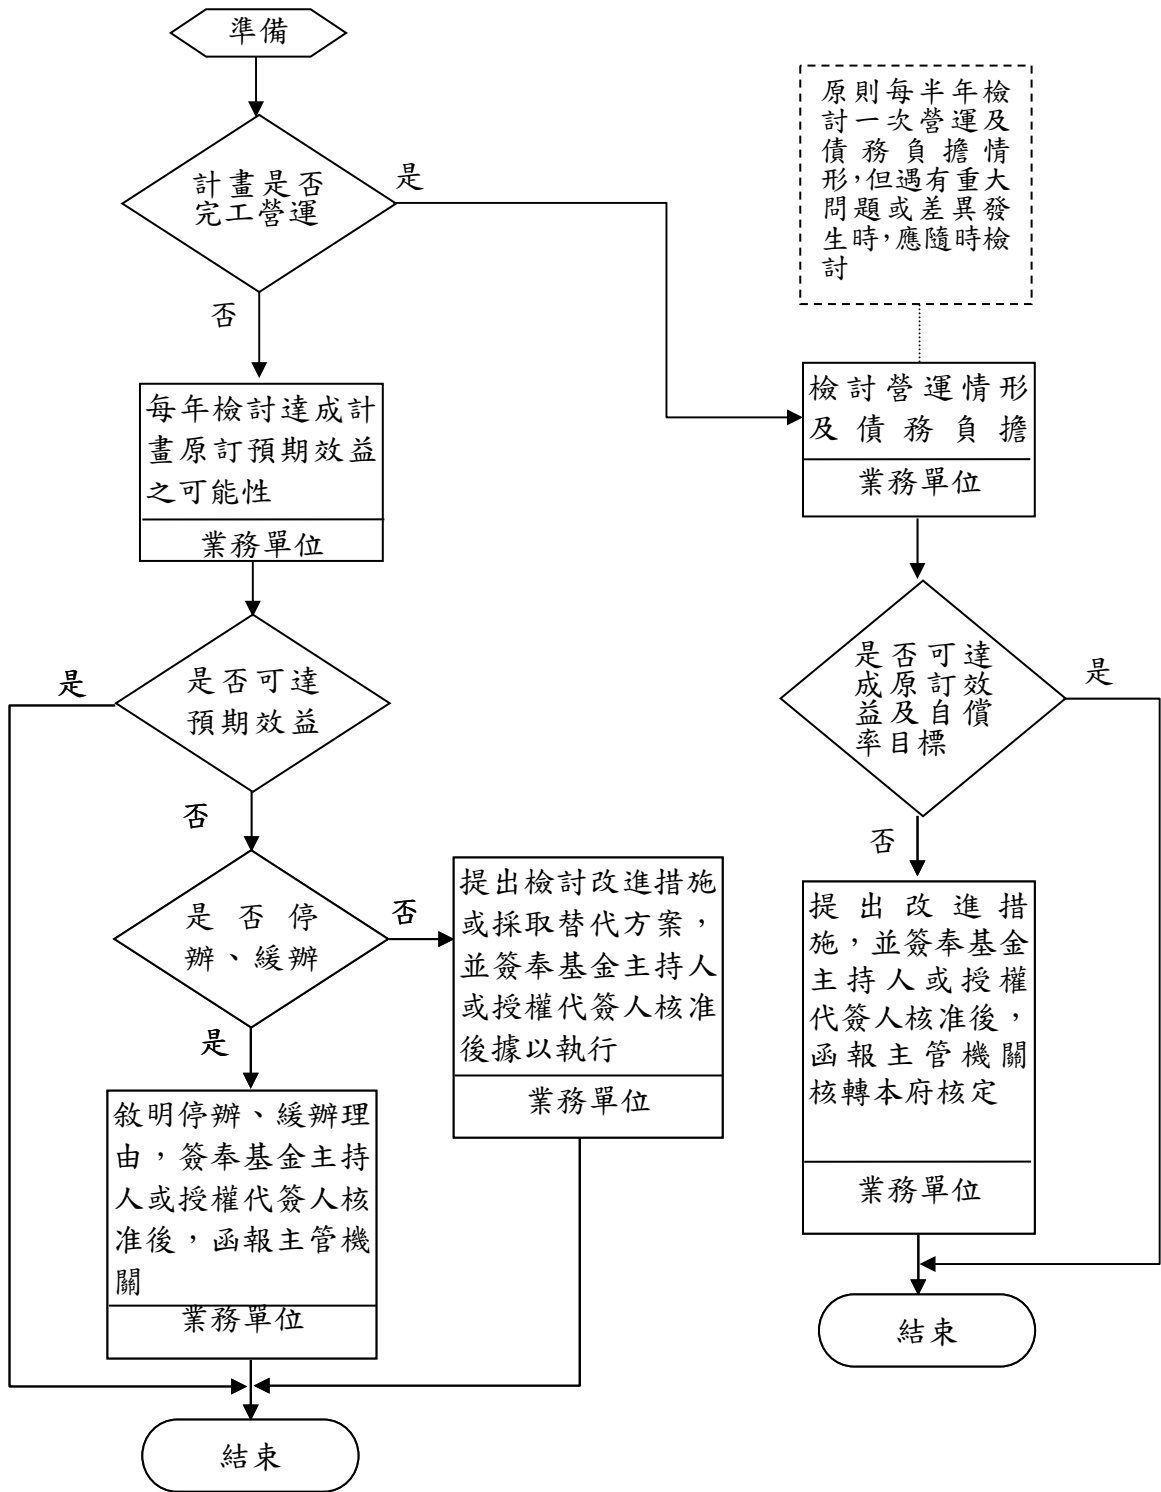 準備
計畫是否
完工營運
是
否
每年檢討達成計
畫原訂預期效益
之可能性
業務單位
是否可達
預期效益
是
否
是否停
辦、緩辦
否
是
提出檢討改進措施
或採取替代方案，
並簽奉基金主持人
或授權代簽人核准
後據以執行
業務單位
敘明停辦、緩辦理
由，簽奉基金主持
人或授權代簽人核
准後，函報主管機
關
業務單位
結束
原則每半年檢
討一次營運及
債務負擔情
形，但遇有重大
問題或差異發
生時，應隨時檢
討
檢討營運情形
及債務負擔
業務單位
是否可達
成原訂效
益及自償
率目標
是
否
提出改進措
施，並簽奉基金
主持人或授權
代簽人核准後，
函報主管機關
核轉本府核定
業務單位
結束